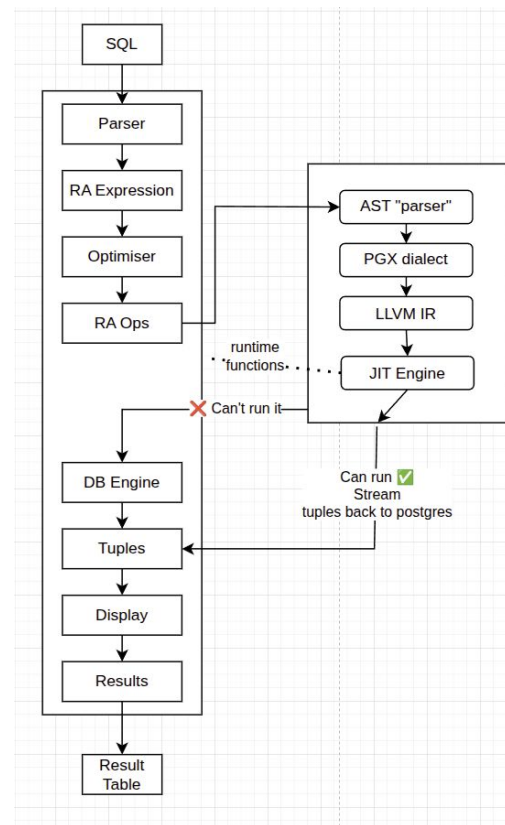 SQL
Parser
RA Expression
Optimiser
RA Ops
AST "parser"
PGX dialect
LLVM IR
JIT Engine
runtime
functions
❌ Can't run it
Can run ✅
Stream
tuples back to postgres
DB Engine
Tuples
Display
Results
Result
Table